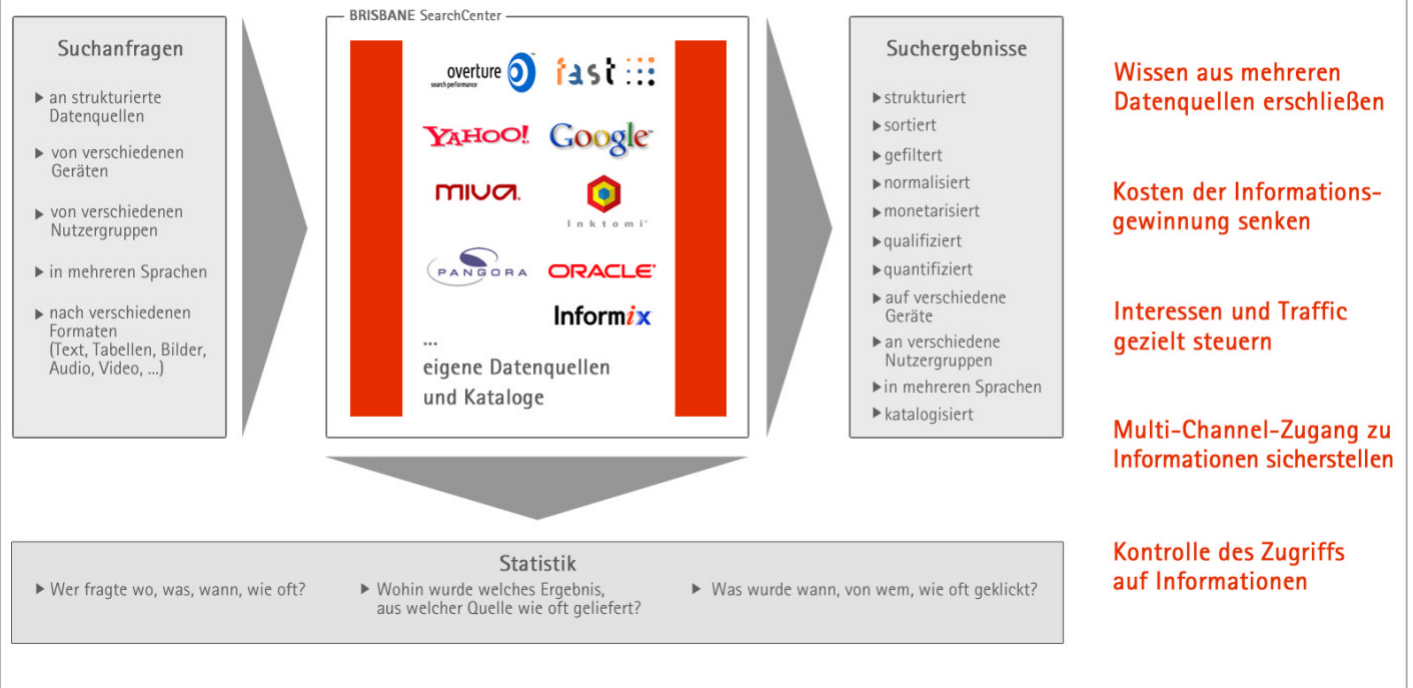 BRISBANE SearchCenter
Suchanfragen
an strukturierte
Datenquellen
von verschiedenen
Geräten
von verschiedenen
Nutzergruppen
in mehreren Sprachen
nach verschiedenen
Formaten
(Text, Tabellen, Bilder,
Audio, Video, ...)
overture
search performance
fast
YAHOO!
Google
MIVA
Inktomi
PANGORA
ORACLE
Informix
...
eigene Datenquellen
und Kataloge
Suchergebnisse
strukturiert
sortiert
gefiltert
normalisiert
monetarisiert
qualifiziert
quantifiziert
auf verschiedene
Geräte
an verschiedene
Nutzergruppen
in mehreren Sprachen
katalogisiert
Wissen aus mehreren
Datenquellen erschließen
Kosten der Informations-
gewinnung senken
Interessen und Traffic
gezielt steuern
Multi-Channel-Zugang zu
Informationen sicherstellen
Kontrolle des Zugriffs
auf Informationen
Statistik
Wer fragte wo, was, wann, wie oft?
Wohin wurde welches Ergebnis,
aus welcher Quelle wie oft geliefert?
Was wurde wann, von wem, wie oft geklickt?